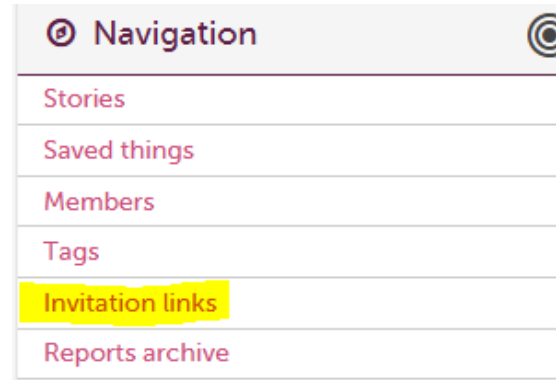 Navigation
Stories
Saved things
Members
Tags
Invitation links
Reports archive